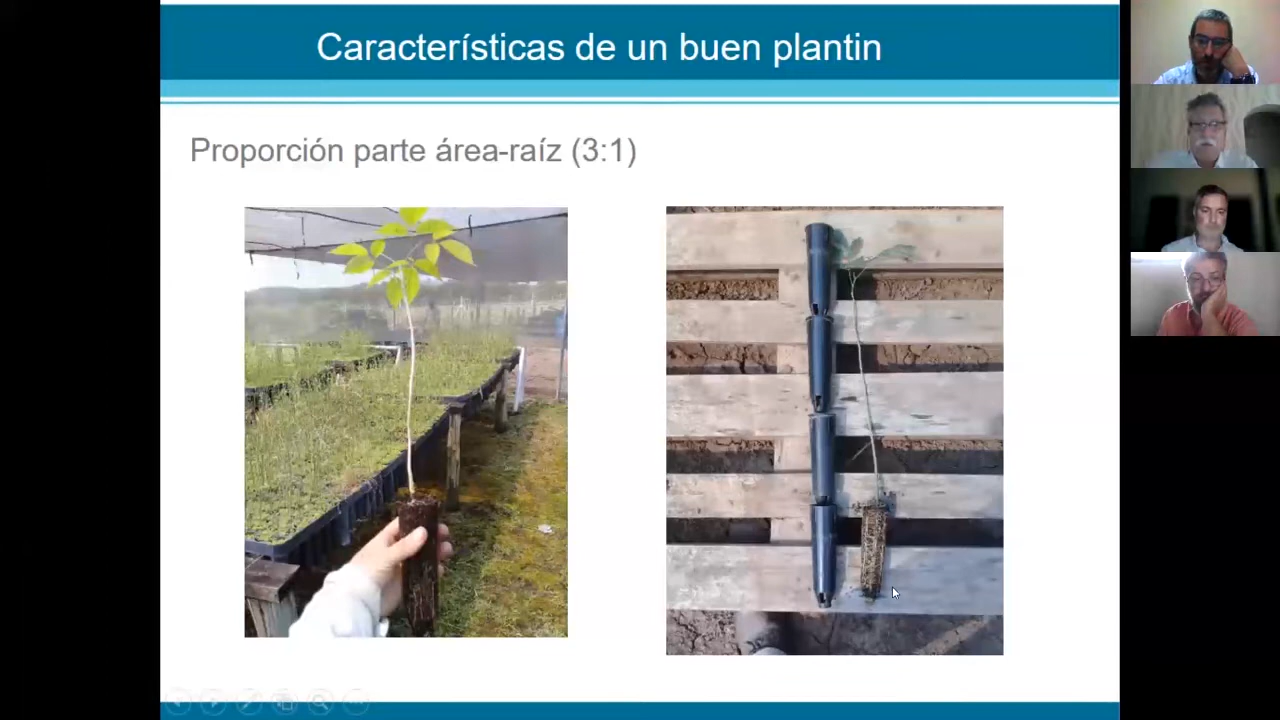 Características de un buen plantin
Proporción parte área-raíz (3:1)